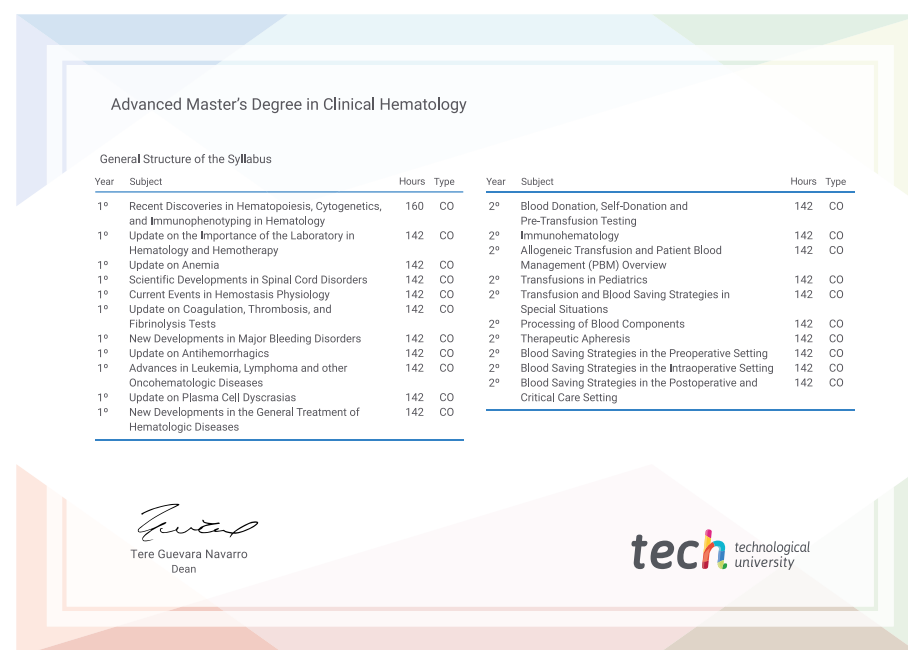 Advanced Master's Degree in Clinical Hematology
General Structure of the Syllabus
Year Subject Hours Type
1º Recent Discoveries in Hematopoiesis, Cytogenetics, 160 CO
and Immunophenotyping in Hematology
1º Update on the Importance of the Laboratory in 142 CO
Hematology and Hemotherapy
1º Update on Anemia 142 CO
1º Scientific Developments in Spinal Cord Disorders 142 CO
1º Current Events in Hemostasis Physiology 142 CO
1º Update on Coagulation, Thrombosis, and 142 CO
Fibrinolysis Tests
1º New Developments in Major Bleeding Disorders 142 CO
1º Update on Antihemorrhagics 142 CO
1º Advances in Leukemia, Lymphoma and other 142 CO
Oncohematologic Diseases
1º Update on Plasma Cell Dyscrasias 142 CO
1º New Developments in the General Treatment of 142 CO
Hematologic Diseases
Year Subject Hours Type
2º Blood Donation, Self-Donation and 142 CO
Pre-Transfusion Testing
2º Immunohematology 142 CO
2º Allogeneic Transfusion and Patient Blood 142 CO
Management (PBM) Overview
2º Transfusions in Pediatrics 142 CO
2º Transfusion and Blood Saving Strategies in 142 CO
Special Situations
2º Processing of Blood Components 142 CO
2º Therapeutic Apheresis 142 CO
2º Blood Saving Strategies in the Preoperative Setting 142 CO
2º Blood Saving Strategies in the Intraoperative Setting 142 CO
2º Blood Saving Strategies in the Postoperative and 142 CO
Critical Care Setting
Tere Guevara Navarro
Dean
tech technological
university